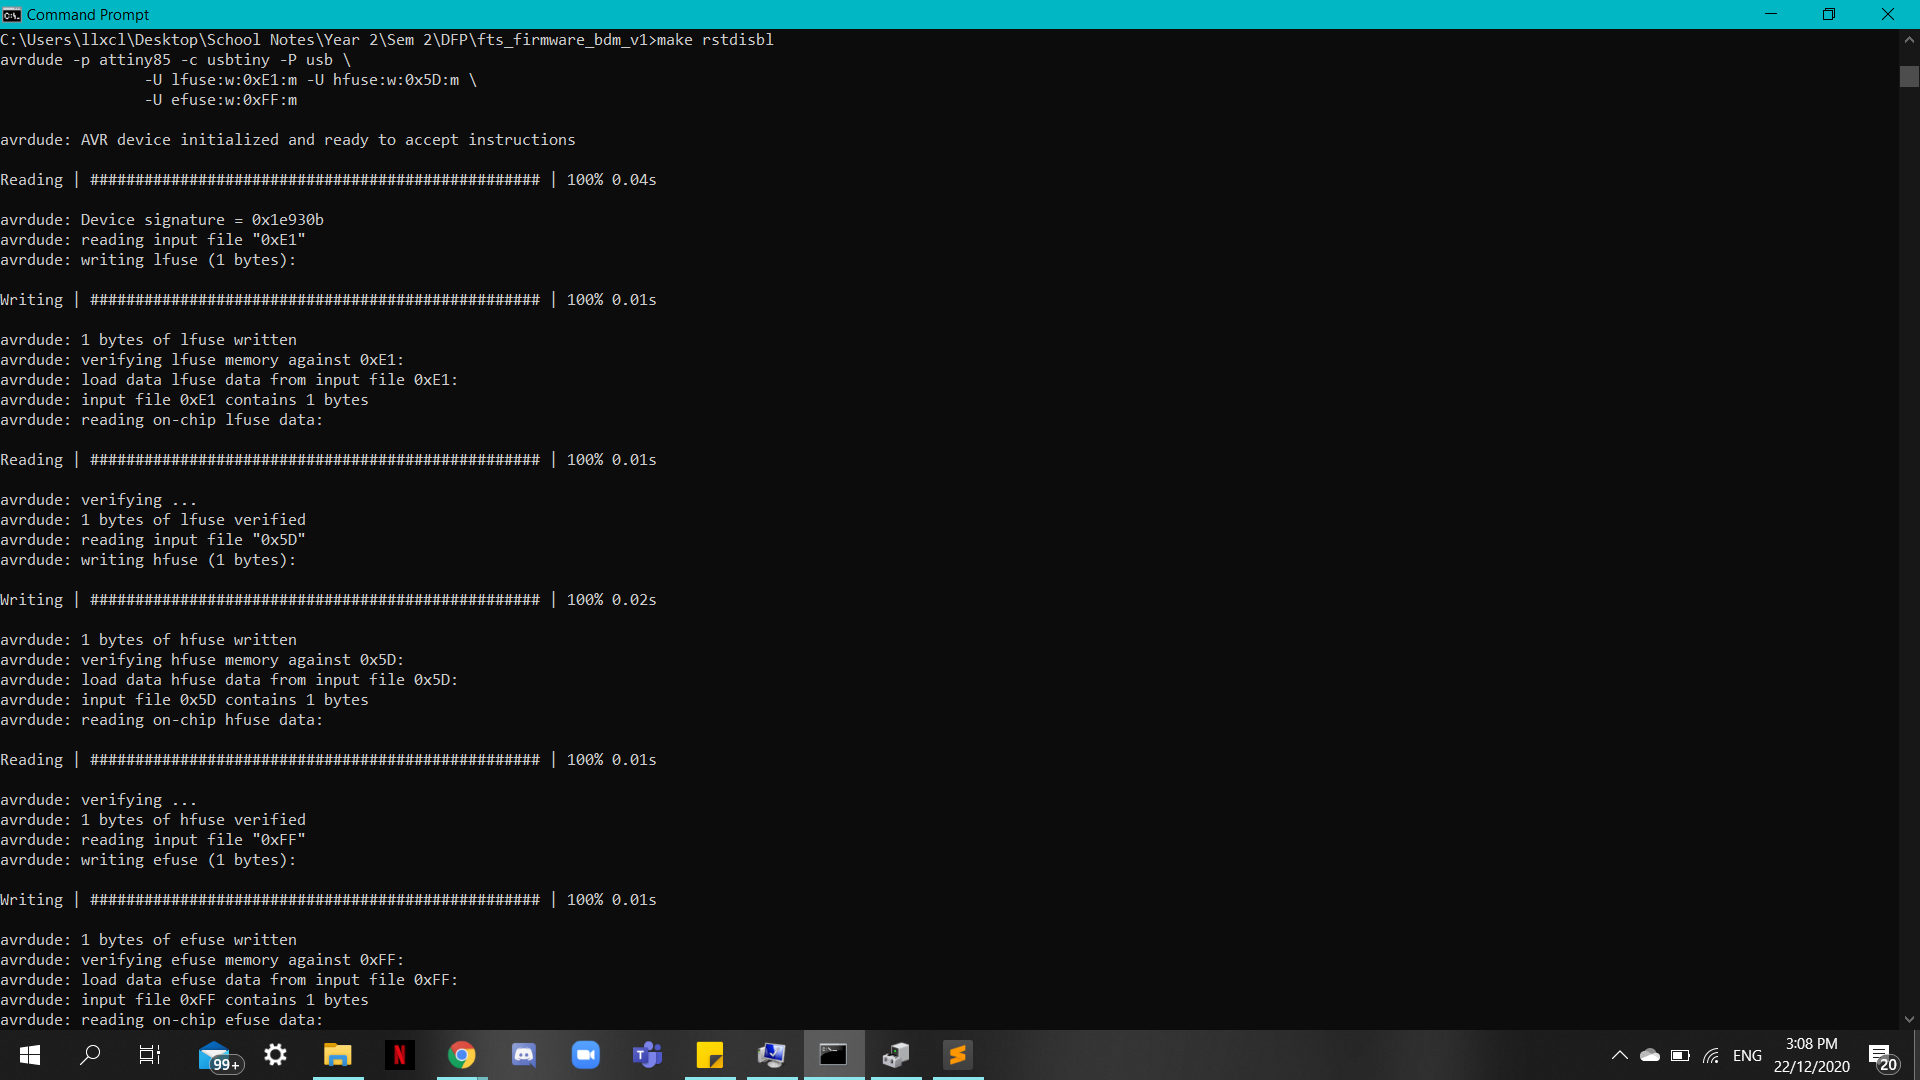 Command Prompt
C:\Users\llxcl\Desktop\School Notes\Year 2\Sem 2\DFP\fts_firmware_bdm_v1>make rstdisbl
avrdude -p attiny85 -c usbtiny -P usb \
-U lfuse:w:0xE1:m -U hfuse:w:0x5D:m \
-U efuse:w:0xFF:m
avrdude: AVR device initialized and ready to accept instructions
Reading | ################################################## | 100% 0.04s
avrdude: Device signature = 0x1e930b
avrdude: reading input file "0xE1"
avrdude: writing lfuse (1 bytes):
Writing | ################################################## | 100% 0.01s
avrdude: 1 bytes of lfuse written
avrdude: verifying lfuse memory against 0xE1:
avrdude: load data lfuse data from input file 0xE1:
avrdude: input file 0xE1 contains 1 bytes
avrdude: reading on-chip lfuse data:
Reading | ################################################## | 100% 0.01s
avrdude: verifying ...
avrdude: 1 bytes of lfuse verified
avrdude: reading input file "0x5D"
avrdude: writing hfuse (1 bytes):
Writing | ################################################## | 100% 0.02s
avrdude: 1 bytes of hfuse written
avrdude: verifying hfuse memory against 0x5D:
avrdude: load data hfuse data from input file 0x5D:
avrdude: input file 0x5D contains 1 bytes
avrdude: reading on-chip hfuse data:
Reading | ################################################## | 100% 0.01s
avrdude: verifying ...
avrdude: 1 bytes of hfuse verified
avrdude: reading input file "0xFF"
avrdude: writing efuse (1 bytes):
Writing | ################################################## | 100% 0.01s
avrdude: 1 bytes of efuse written
avrdude: verifying efuse memory against 0xFF:
avrdude: load data efuse data from input file 0xFF:
avrdude: input file 0xFF contains 1 bytes
avrdude: reading on-chip efuse data:
99+
ENG
3:08 PM
22/12/2020
20